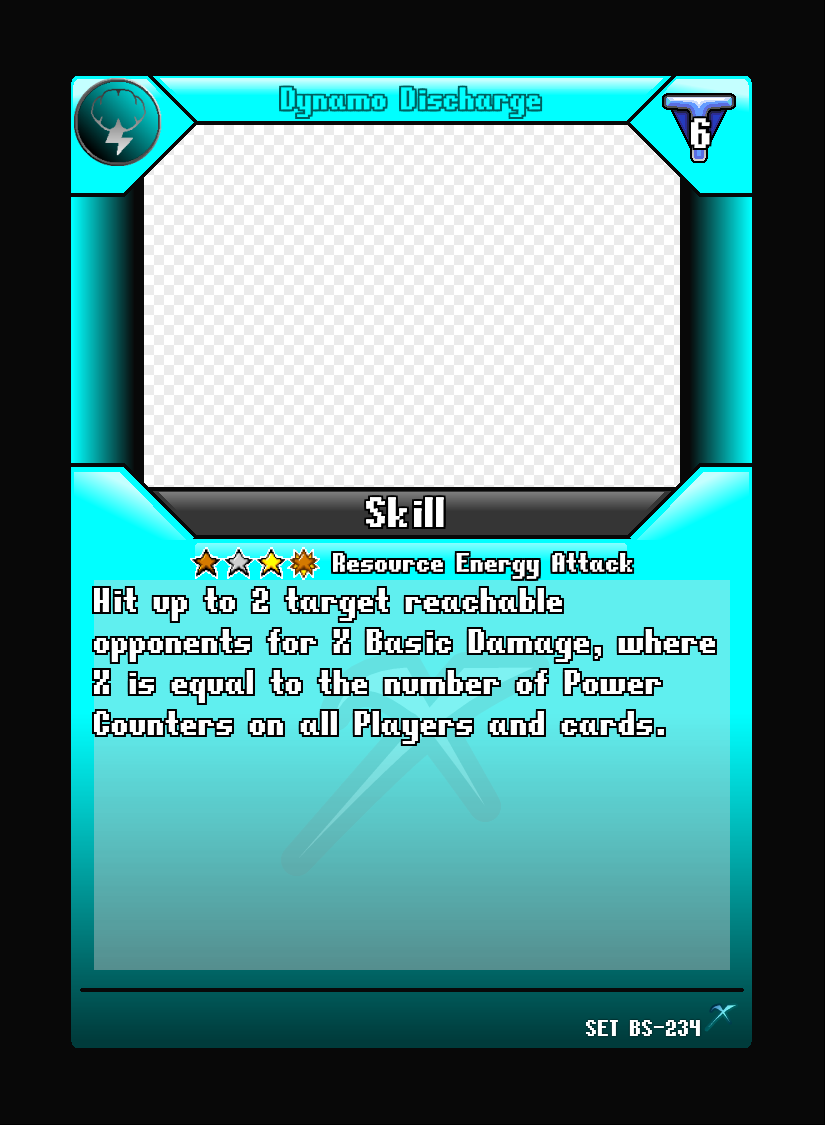 Dynamo Discharge
6
Skill
Resource Energy Attack
Hit up to 2 target reachable
opponents for X Basic Damage, where
X is equal to the number of Power
Counters on all Players and cards.
SET BS-234